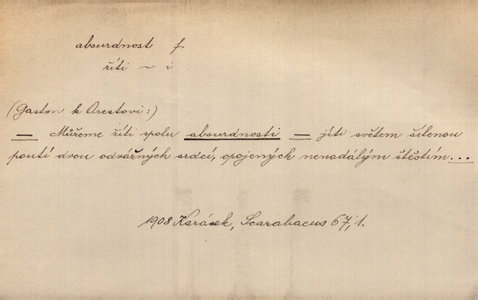 absurdnost f.
žíti ~ i
(Gaston k Orestovi:)
— Můžeme žíti spolu absurdnosti — jíti světem šílenou
poutí dvou odvážných srdcí, opojených nenadálým štěstím...
1908 Karásek, Scarabaeus 67, 1.